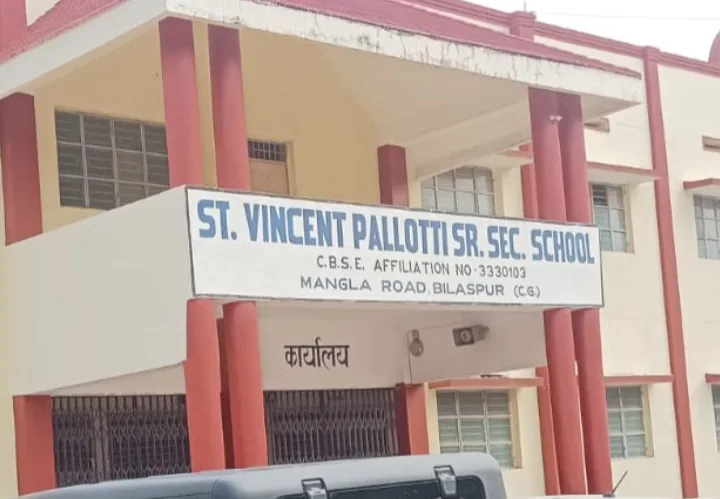 ST. VINCENT PALLOTTI SR. SEC. SCHOOL
C.B.S.E. AFFILIATION NO-3330103
MANGLA ROAD, BILASPUR (C.G.)
कार्यालय